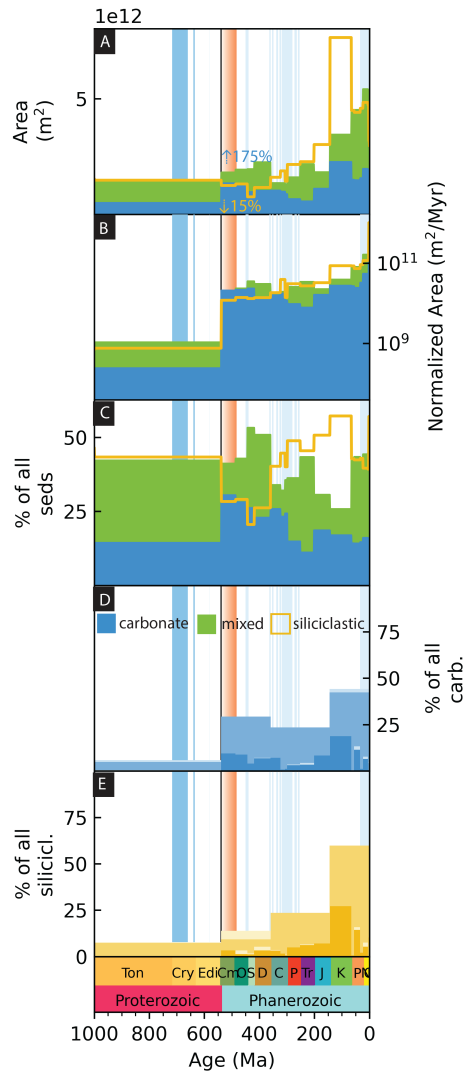 1e12
A
5
Area
(m²)
↑175%
↓15%
B
10¹¹
10⁹
Normalized Area (m²/Myr)
C
50
25
% of all
seds
D
carbonate mixed siliciclastic
75
50
25
% of all
carb.
E
75
50
25
0
% of all
silicicl.
Ton Cry Edi Cm O S D C P Tr J K P N
Proterozoic Phanerozoic
1000 800 600 400 200 0
Age (Ma)